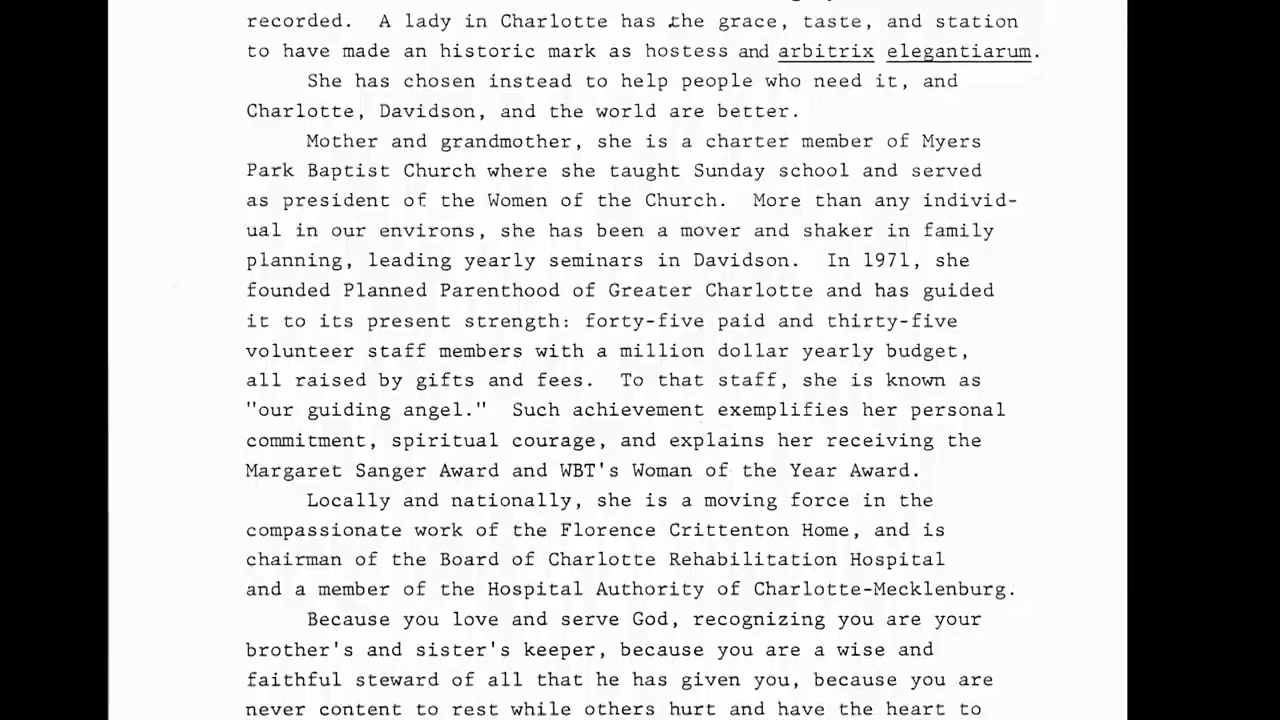 recorded. A lady in Charlotte has the grace, taste, and station
to have made an historic mark as hostess and arbitrix elegantiarum.
She has chosen instead to help people who need it, and
Charlotte, Davidson, and the world are better.
Mother and grandmother, she is a charter member of Myers
Park Baptist Church where she taught Sunday school and served
as president of the Women of the Church. More than any individ-
ual in our environs, she has been a mover and shaker in family
planning, leading yearly seminars in Davidson. In 1971, she
founded Planned Parenthood of Greater Charlotte and has guided
it to its present strength: forty-five paid and thirty-five
volunteer staff members with a million dollar yearly budget,
all raised by gifts and fees. To that staff, she is known as
"our guiding angel." Such achievement exemplifies her personal
commitment, spiritual courage, and explains her receiving the
Margaret Sanger Award and WBT's Woman of the Year Award.
Locally and nationally, she is a moving force in the
compassionate work of the Florence Crittenton Home, and is
chairman of the Board of Charlotte Rehabilitation Hospital
and a member of the Hospital Authority of Charlotte-Mecklenburg.
Because you love and serve God, recognizing you are your
brother's and sister's keeper, because you are a wise and
faithful steward of all that he has given you, because you are
never content to rest while others hurt and have the heart to